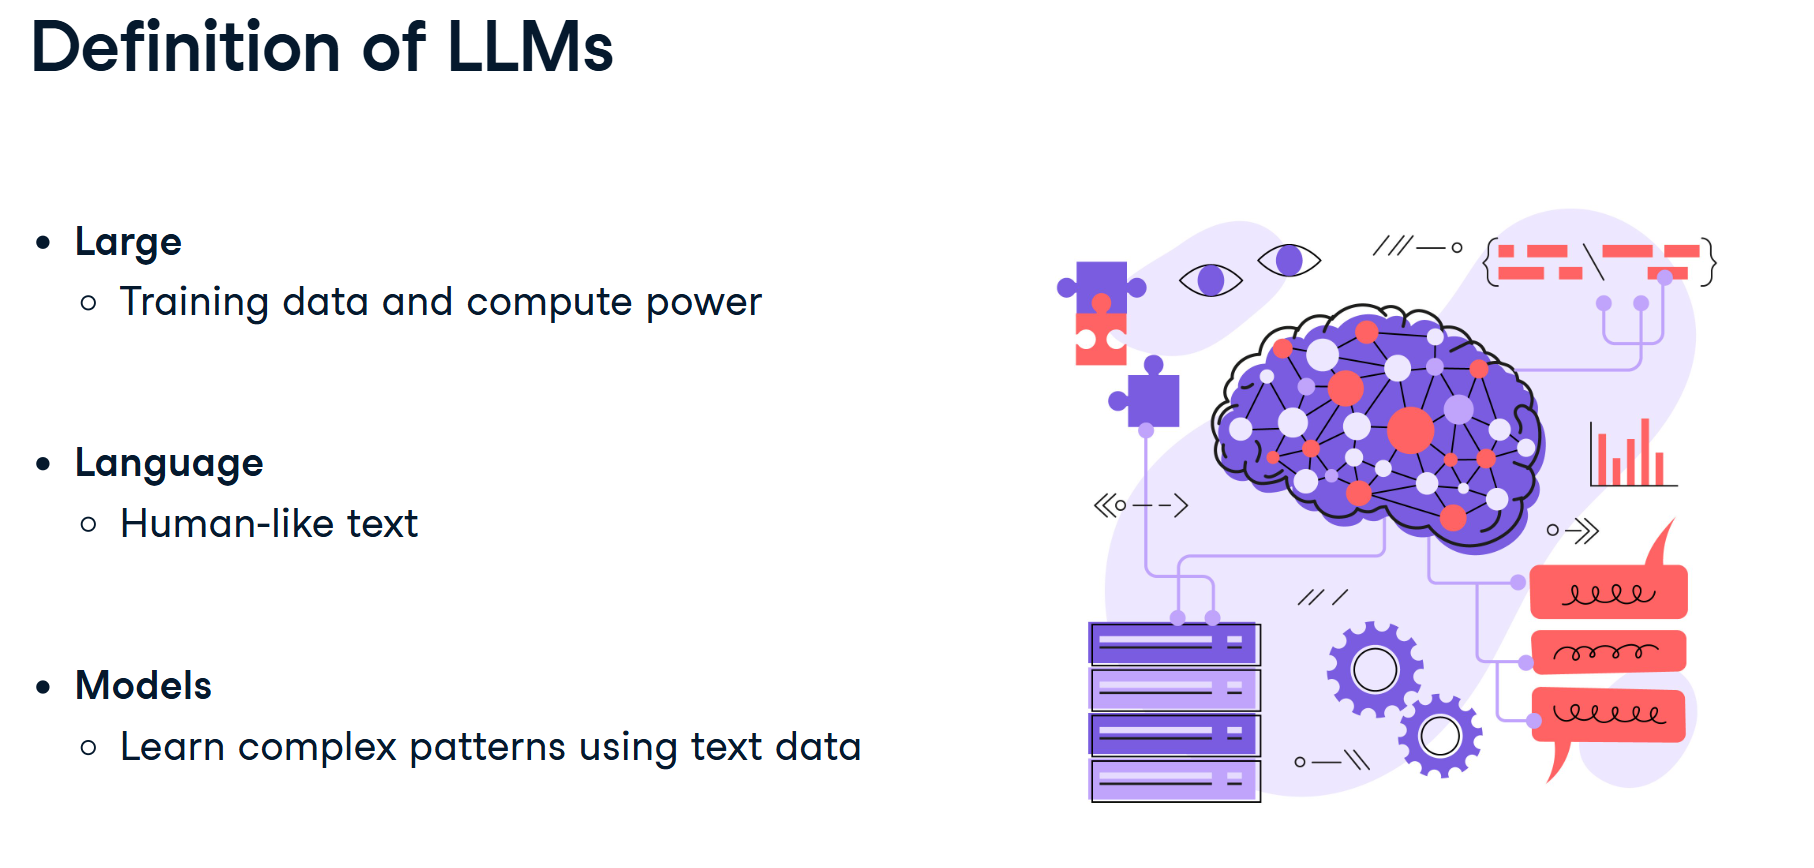 Definition of LLMs
Large
Training data and compute power
Language
Human-like text
Models
Learn complex patterns using text data